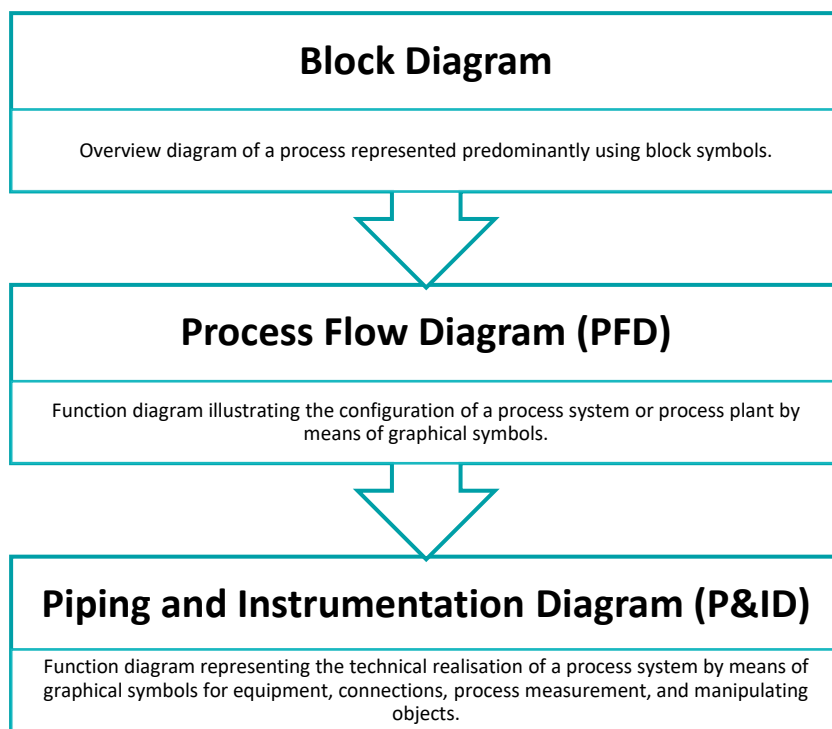 Block Diagram
Overview diagram of a process represented predominantly using block symbols.
Process Flow Diagram (PFD)
Function diagram illustrating the configuration of a process system or process plant by
means of graphical symbols.
Piping and Instrumentation Diagram (P&ID)
Function diagram representing the technical realisation of a process system by means of
graphical symbols for equipment, connections, process measurement, and manipulating
objects.